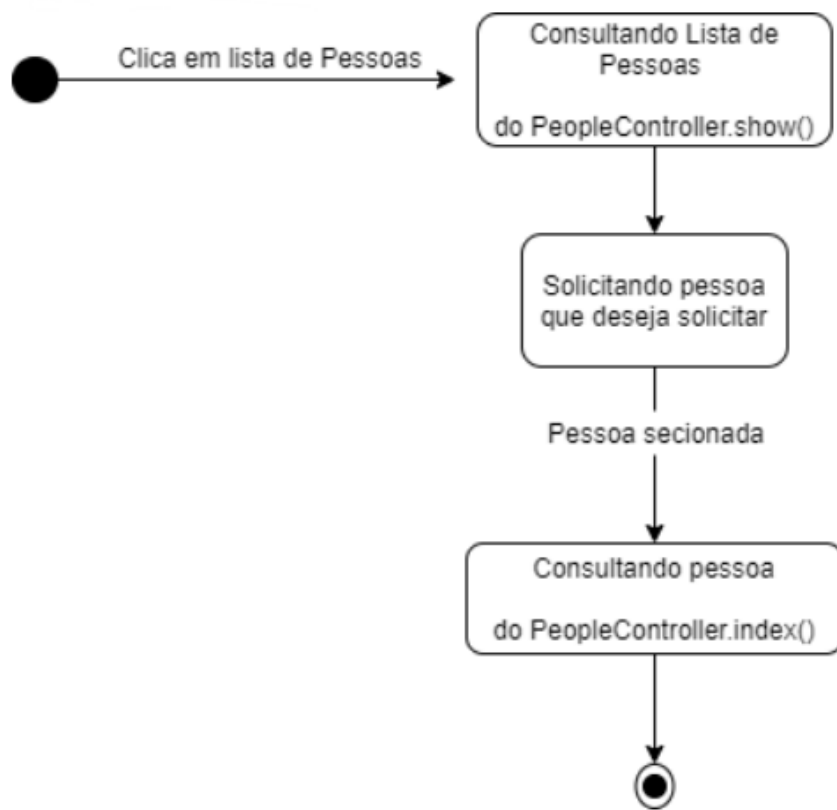 Clica em lista de Pessoas
Consultando Lista de
Pessoas
do PeopleController.show()
Solicitando pessoa
que deseja solicitar
Pessoa secionada
Consultando pessoa
do PeopleController.index()